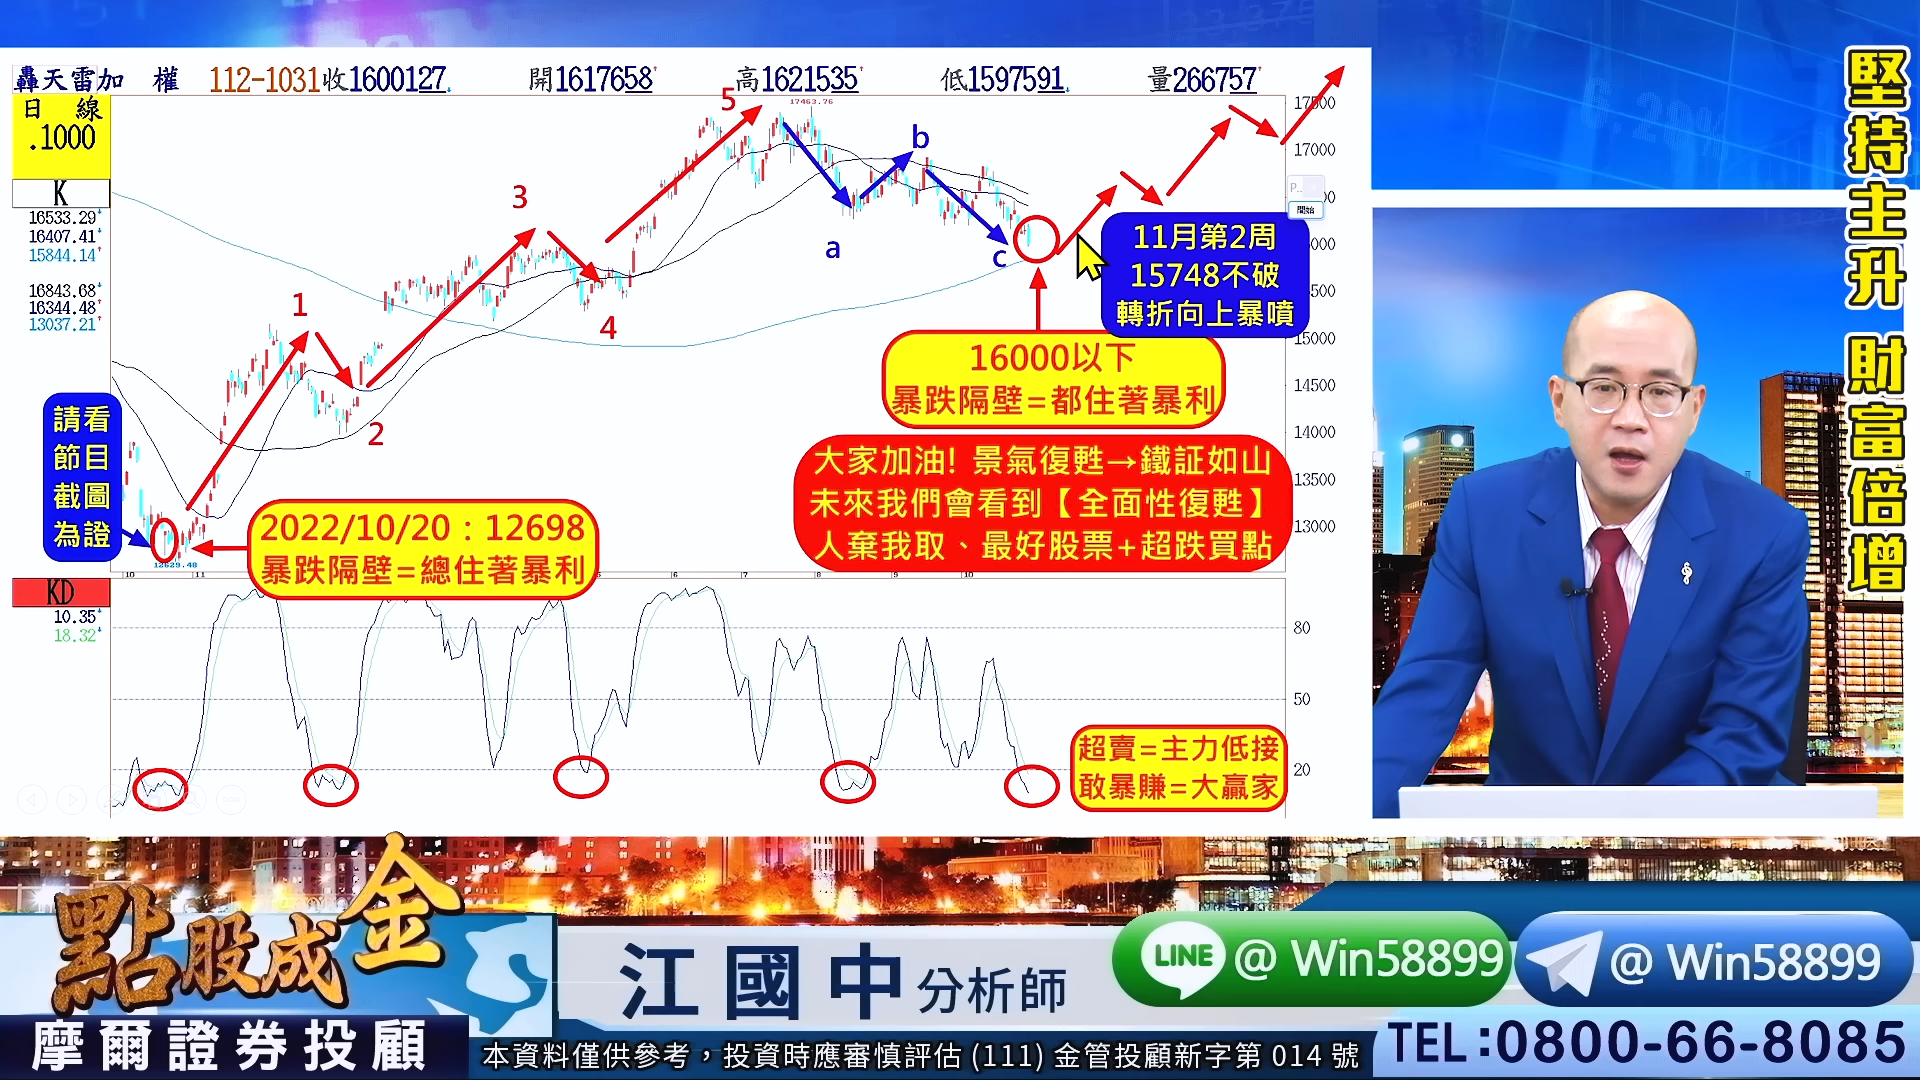 轟天雷加 權 112-1031收1600127 開1617658 高1621535 低1597591 量266757
日 線
.1000
K
16533.29
16407.41
15844.14
16843.68
16344.48
13037.21
17463.76
17500
17000
15000
14500
14000
13500
13000
1
2
3
4
5
a
b
c
開始
11月第2周
15748不破
轉折向上暴噴
16000以下
暴跌隔壁=都住著暴利
大家加油! 景氣復甦→鐵証如山
未來我們會看到【全面性復甦】
人棄我取、最好股票+超跌買點
請看
節目
截圖
為證
2022/10/20：12698
暴跌隔壁=總住著暴利
12629.48
10
11
6
7
8
9
10
KD
10.35
18.32
80
50
20
超賣=主力低接
敢暴賺=大贏家
堅持主升 財富倍增
點股成金
摩爾證券投顧
江國中 分析師
LINE @ Win58899
@ Win58899
TEL:0800-66-8085
本資料僅供參考，投資時應審慎評估 (111) 金管投顧新字第 014 號